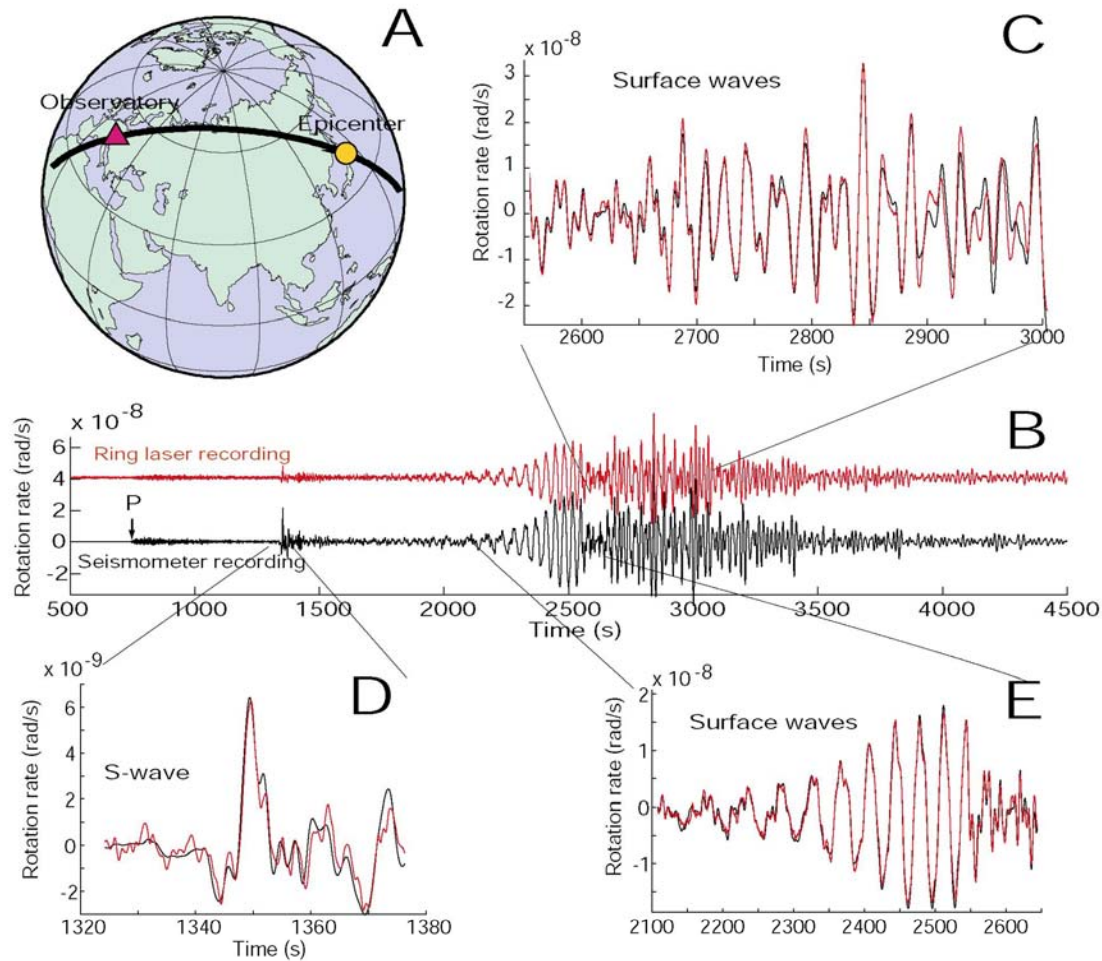 A
Observatory
Epicenter
C
x 10^-8
Surface waves
Rotation rate (rad/s)
3
2
1
0
-1
-2
2600 2700 2800 2900 3000
Time (s)
B
x 10^-8
Rotation rate (rad/s)
6
4
2
0
-2
Ring laser recording
P
Seismometer recording
500 1000 1500 2000 2500 3000 3500 4000 4500
Time (s)
D
x 10^-9
Rotation rate (rad/s)
6
4
2
0
-2
S-wave
1320 1340 1360 1380
Time (s)
E
x 10^-8
Rotation rate (rad/s)
2
1
0
-1
Surface waves
2100 2200 2300 2400 2500 2600